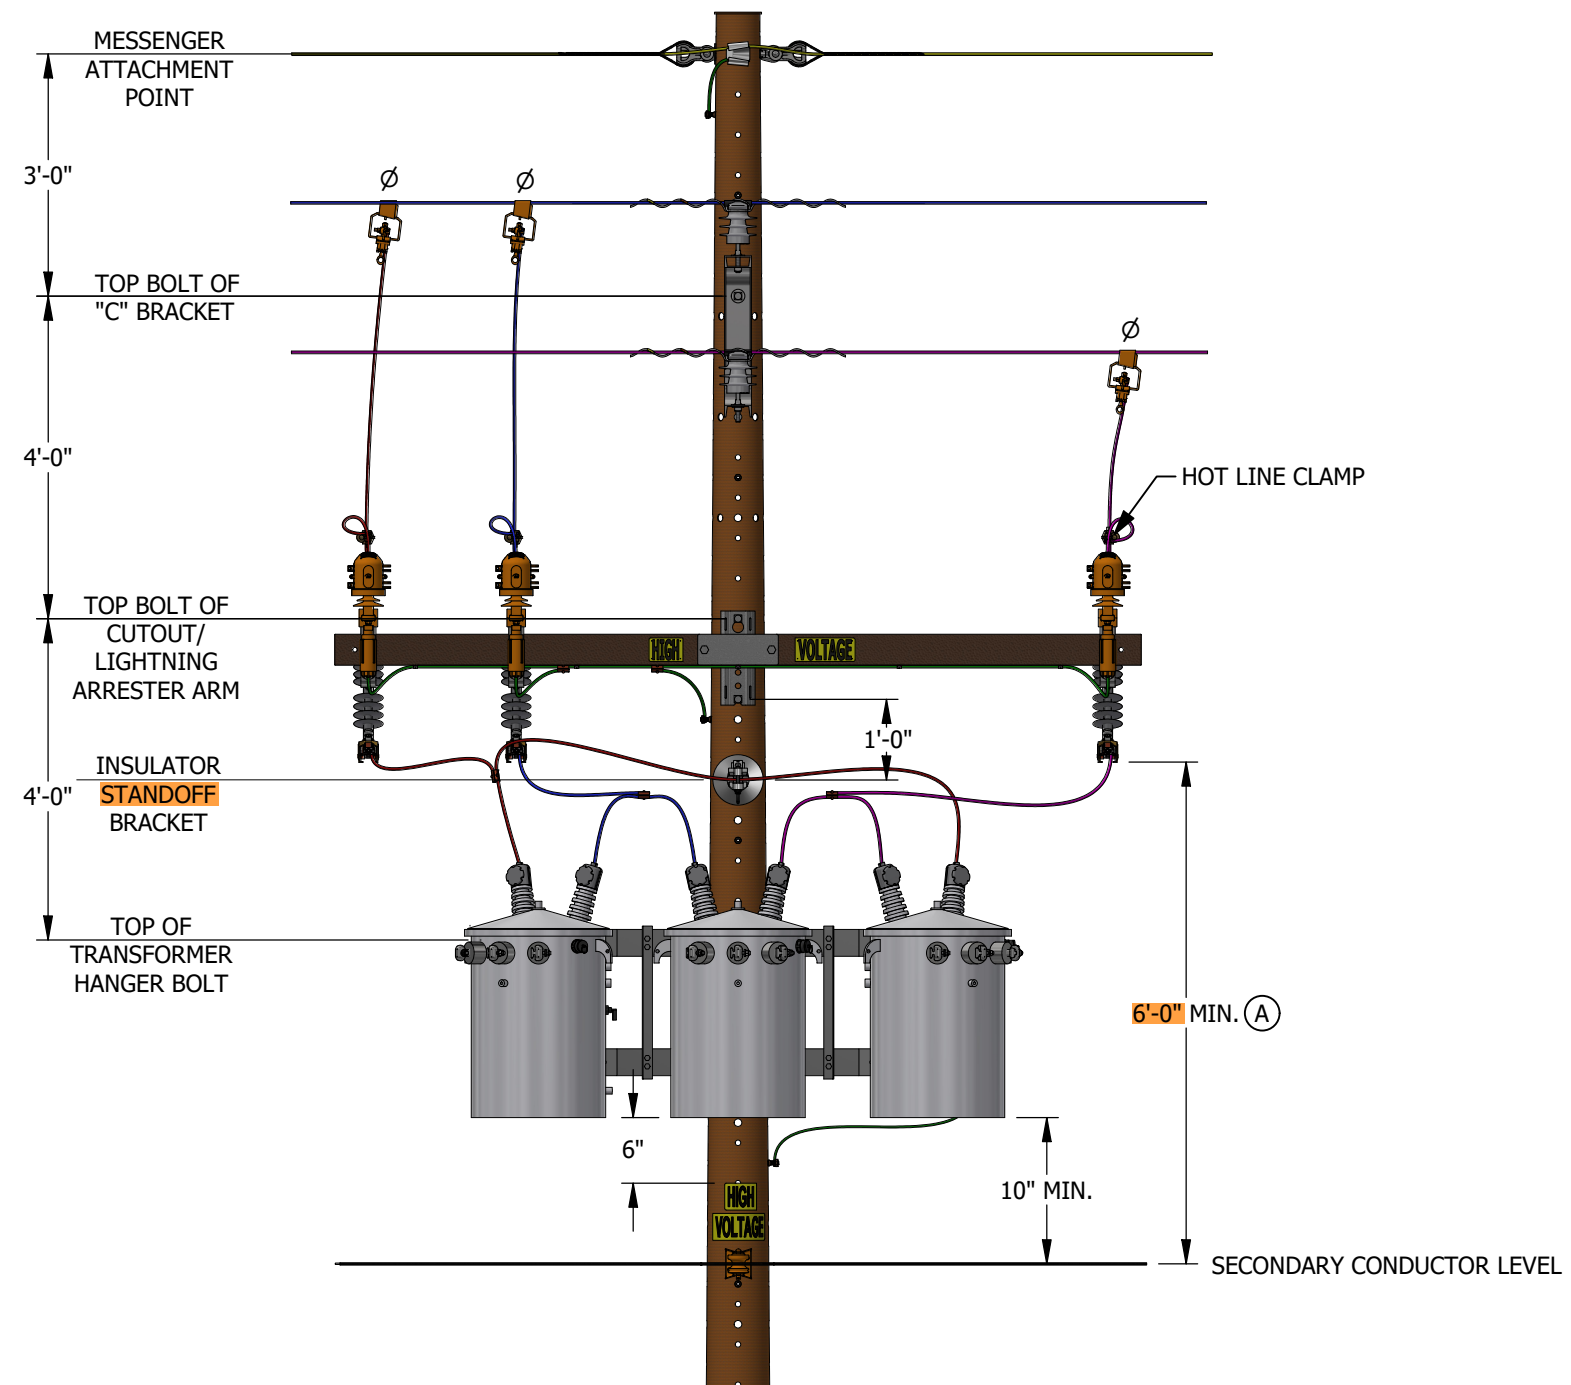 MESSENGER
ATTACHMENT
POINT
3'-0"
Ø
Ø
TOP BOLT OF
"C" BRACKET
Ø
4'-0"
HOT LINE CLAMP
TOP BOLT OF
CUTOUT/
LIGHTNING
ARRESTER ARM
HIGH VOLTAGE
1'-0"
INSULATOR
STANDOFF
BRACKET
4'-0"
TOP OF
TRANSFORMER
HANGER BOLT
6'-0" MIN. A
6"
10" MIN.
HIGH
VOLTAGE
SECONDARY CONDUCTOR LEVEL